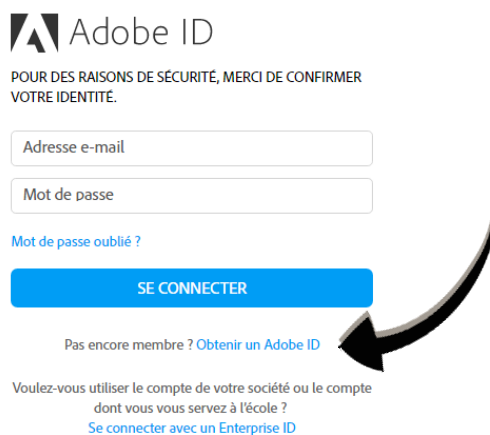 Adobe ID
POUR DES RAISONS DE SÉCURITÉ, MERCI DE CONFIRMER
VOTRE IDENTITÉ.
Adresse e-mail
Mot de passe
Mot de passe oublié ?
SE CONNECTER
Pas encore membre ? Obtenir un Adobe ID
Voulez-vous utiliser le compte de votre société ou le compte
dont vous vous servez à l'école ?
Se connecter avec un Enterprise ID